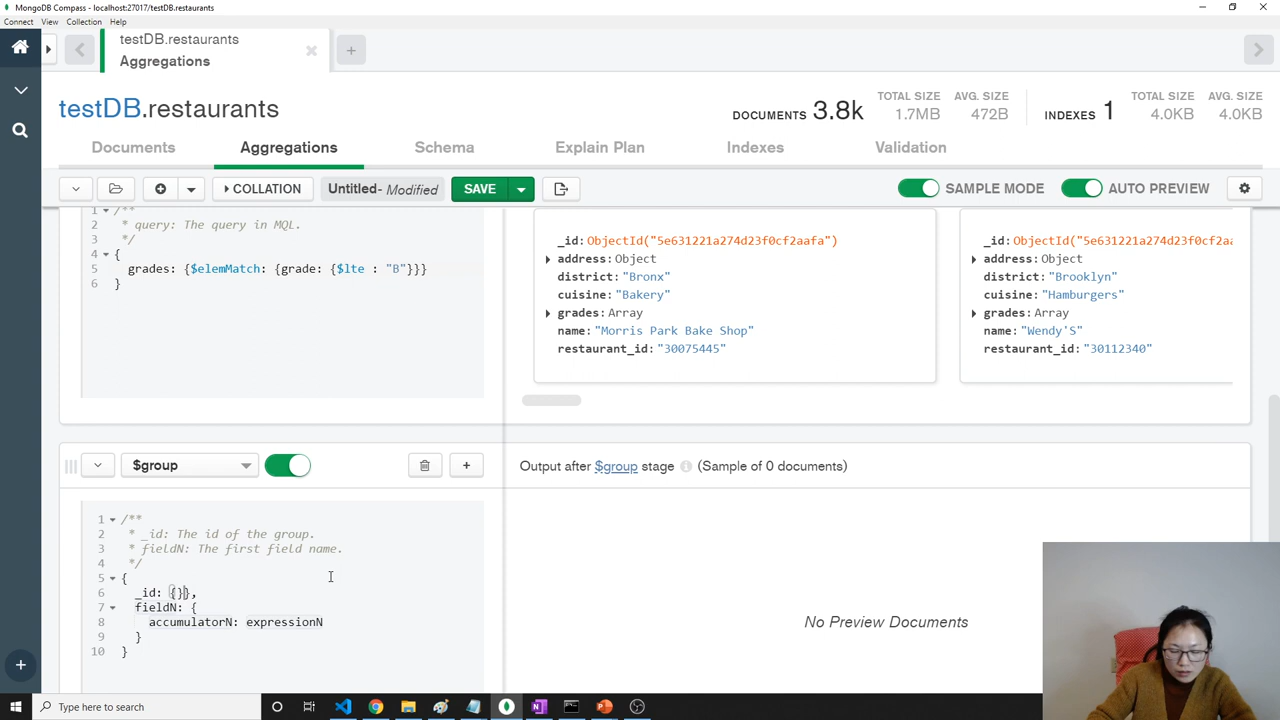 MongoDB Compass - localhost:27017/testDB.restaurants
Connect View Collection Help
testDB.restaurants
Aggregations
testDB.restaurants
DOCUMENTS 3.8k
TOTAL SIZE
1.7MB
AVG. SIZE
472B
INDEXES 1
TOTAL SIZE
4.0KB
AVG. SIZE
4.0KB
Documents
Aggregations
Schema
Explain Plan
Indexes
Validation
COLLATION
Untitled- Modified
SAVE
SAMPLE MODE
AUTO PREVIEW
1 /**
2 * query: The query in MQL.
3 */
4 {
5 grades: {$elemMatch: {grade: {$lte : "B"}}}
6 }
_id: ObjectId("5e631221a274d23f0cf2aafa")
address: Object
district: "Bronx"
cuisine: "Bakery"
grades: Array
name: "Morris Park Bake Shop"
restaurant_id: "30075445"
_id: ObjectId("5e631221a274d23f0cf2aa
address: Object
district: "Brooklyn"
cuisine: "Hamburgers"
grades: Array
name: "Wendy'S"
restaurant_id: "30112340"
$group
Output after $group stage (Sample of 0 documents)
1 /**
2 * _id: The id of the group.
3 * fieldN: The first field name.
4 */
5 {
6 _id: {}},
7 fieldN: {
8 accumulatorN: expressionN
9 }
10 }
No Preview Documents
Type here to search